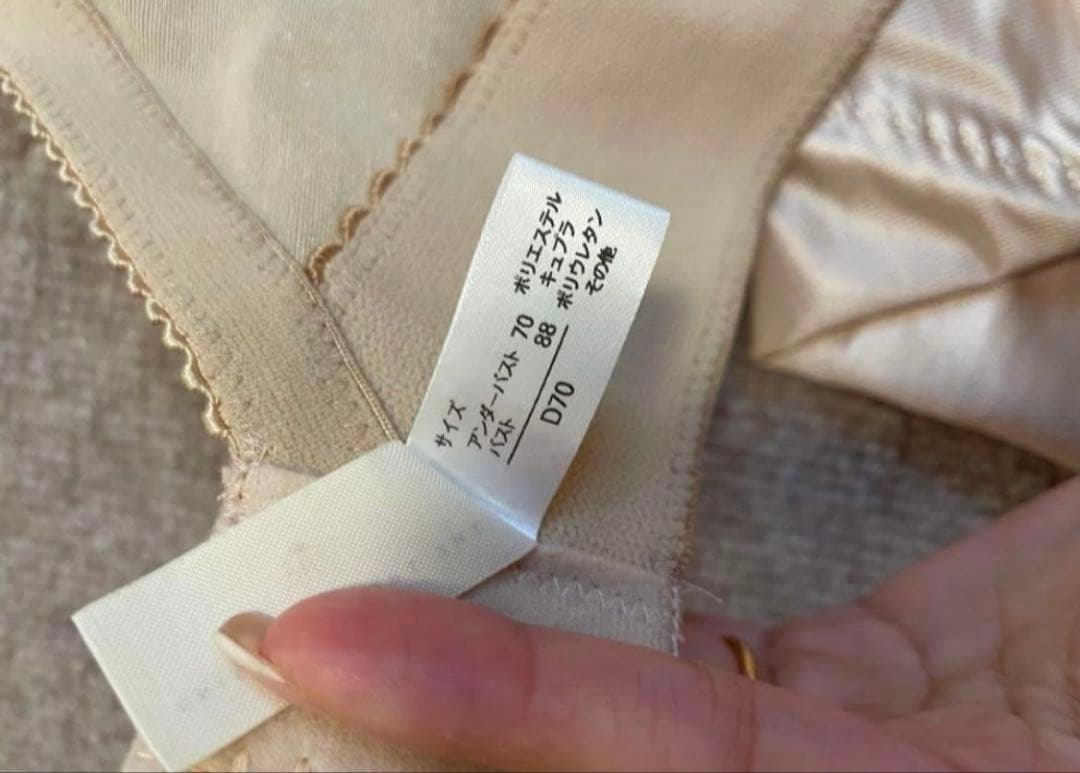 サイズ
アンダーバスト 70
バスト 88
D70
ポリエステル
キュプラ
ポリウレタン
その他